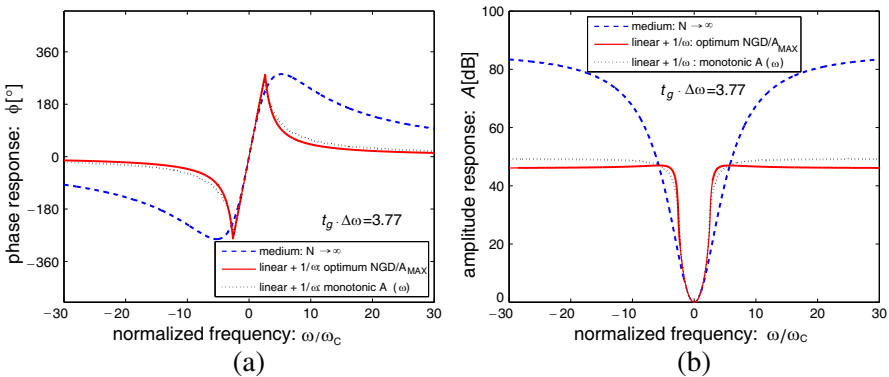 phase response: ϕ[°]
360
180
0
−180
−360
t_g · Δω=3.77
medium: N → ∞
linear + 1/ω: optimum NGD/A_MAX
linear + 1/ω: monotonic A (ω)
−30 −20 −10 0 10 20 30
normalized frequency: ω/ω_C
(a)
amplitude response: A[dB]
100
80
60
40
20
0
medium: N → ∞
linear + 1/ω: optimum NGD/A_MAX
linear + 1/ω : monotonic A (ω)
t_g · Δω=3.77
−30 −20 −10 0 10 20 30
normalized frequency: ω/ω_C
(b)